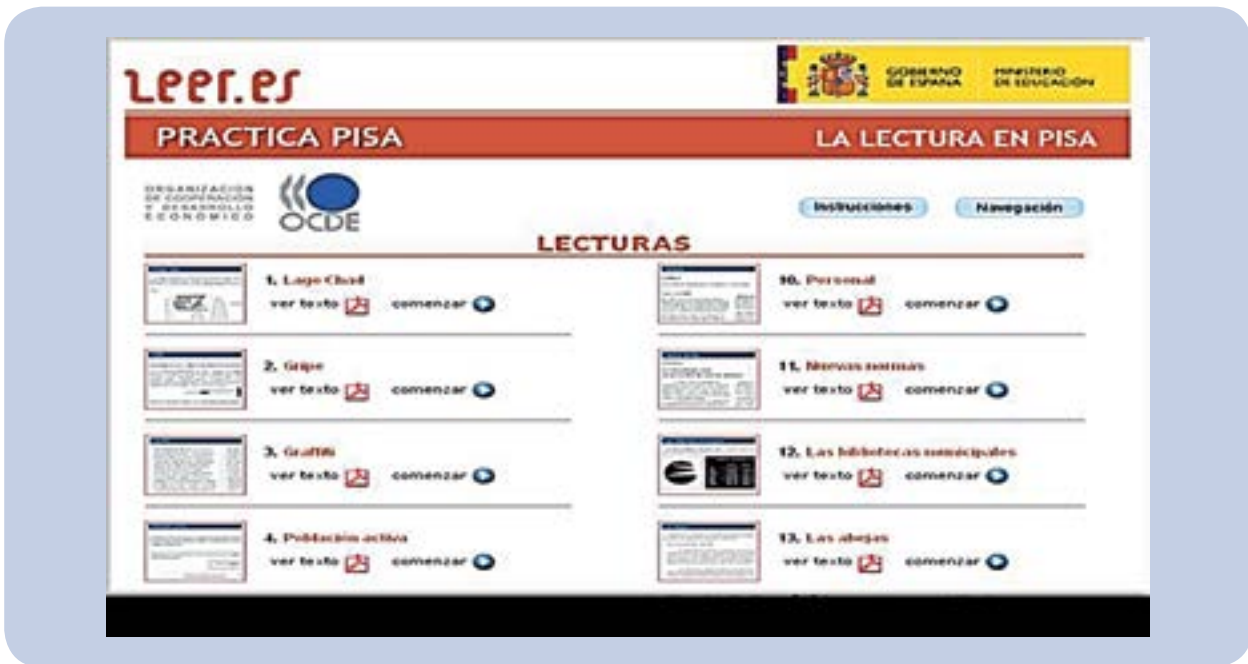 leer.es
GOBIERNO DE ESPAÑA
MINISTERIO DE EDUCACIÓN
PRACTICA PISA
LA LECTURA EN PISA
ORGANIZACIÓN
DE COOPERACIÓN
Y DESARROLLO
ECONÓMICO
OCDE
Instrucciones
Navegación
LECTURAS
1. Lago Chad
ver texto comenzar
2. Gripe
ver texto comenzar
3. Graffiti
ver texto comenzar
4. Población activa
ver texto comenzar
10. Personal
ver texto comenzar
11. Nuevas normas
ver texto comenzar
12. Las bibliotecas municipales
ver texto comenzar
13. Las abejas
ver texto comenzar